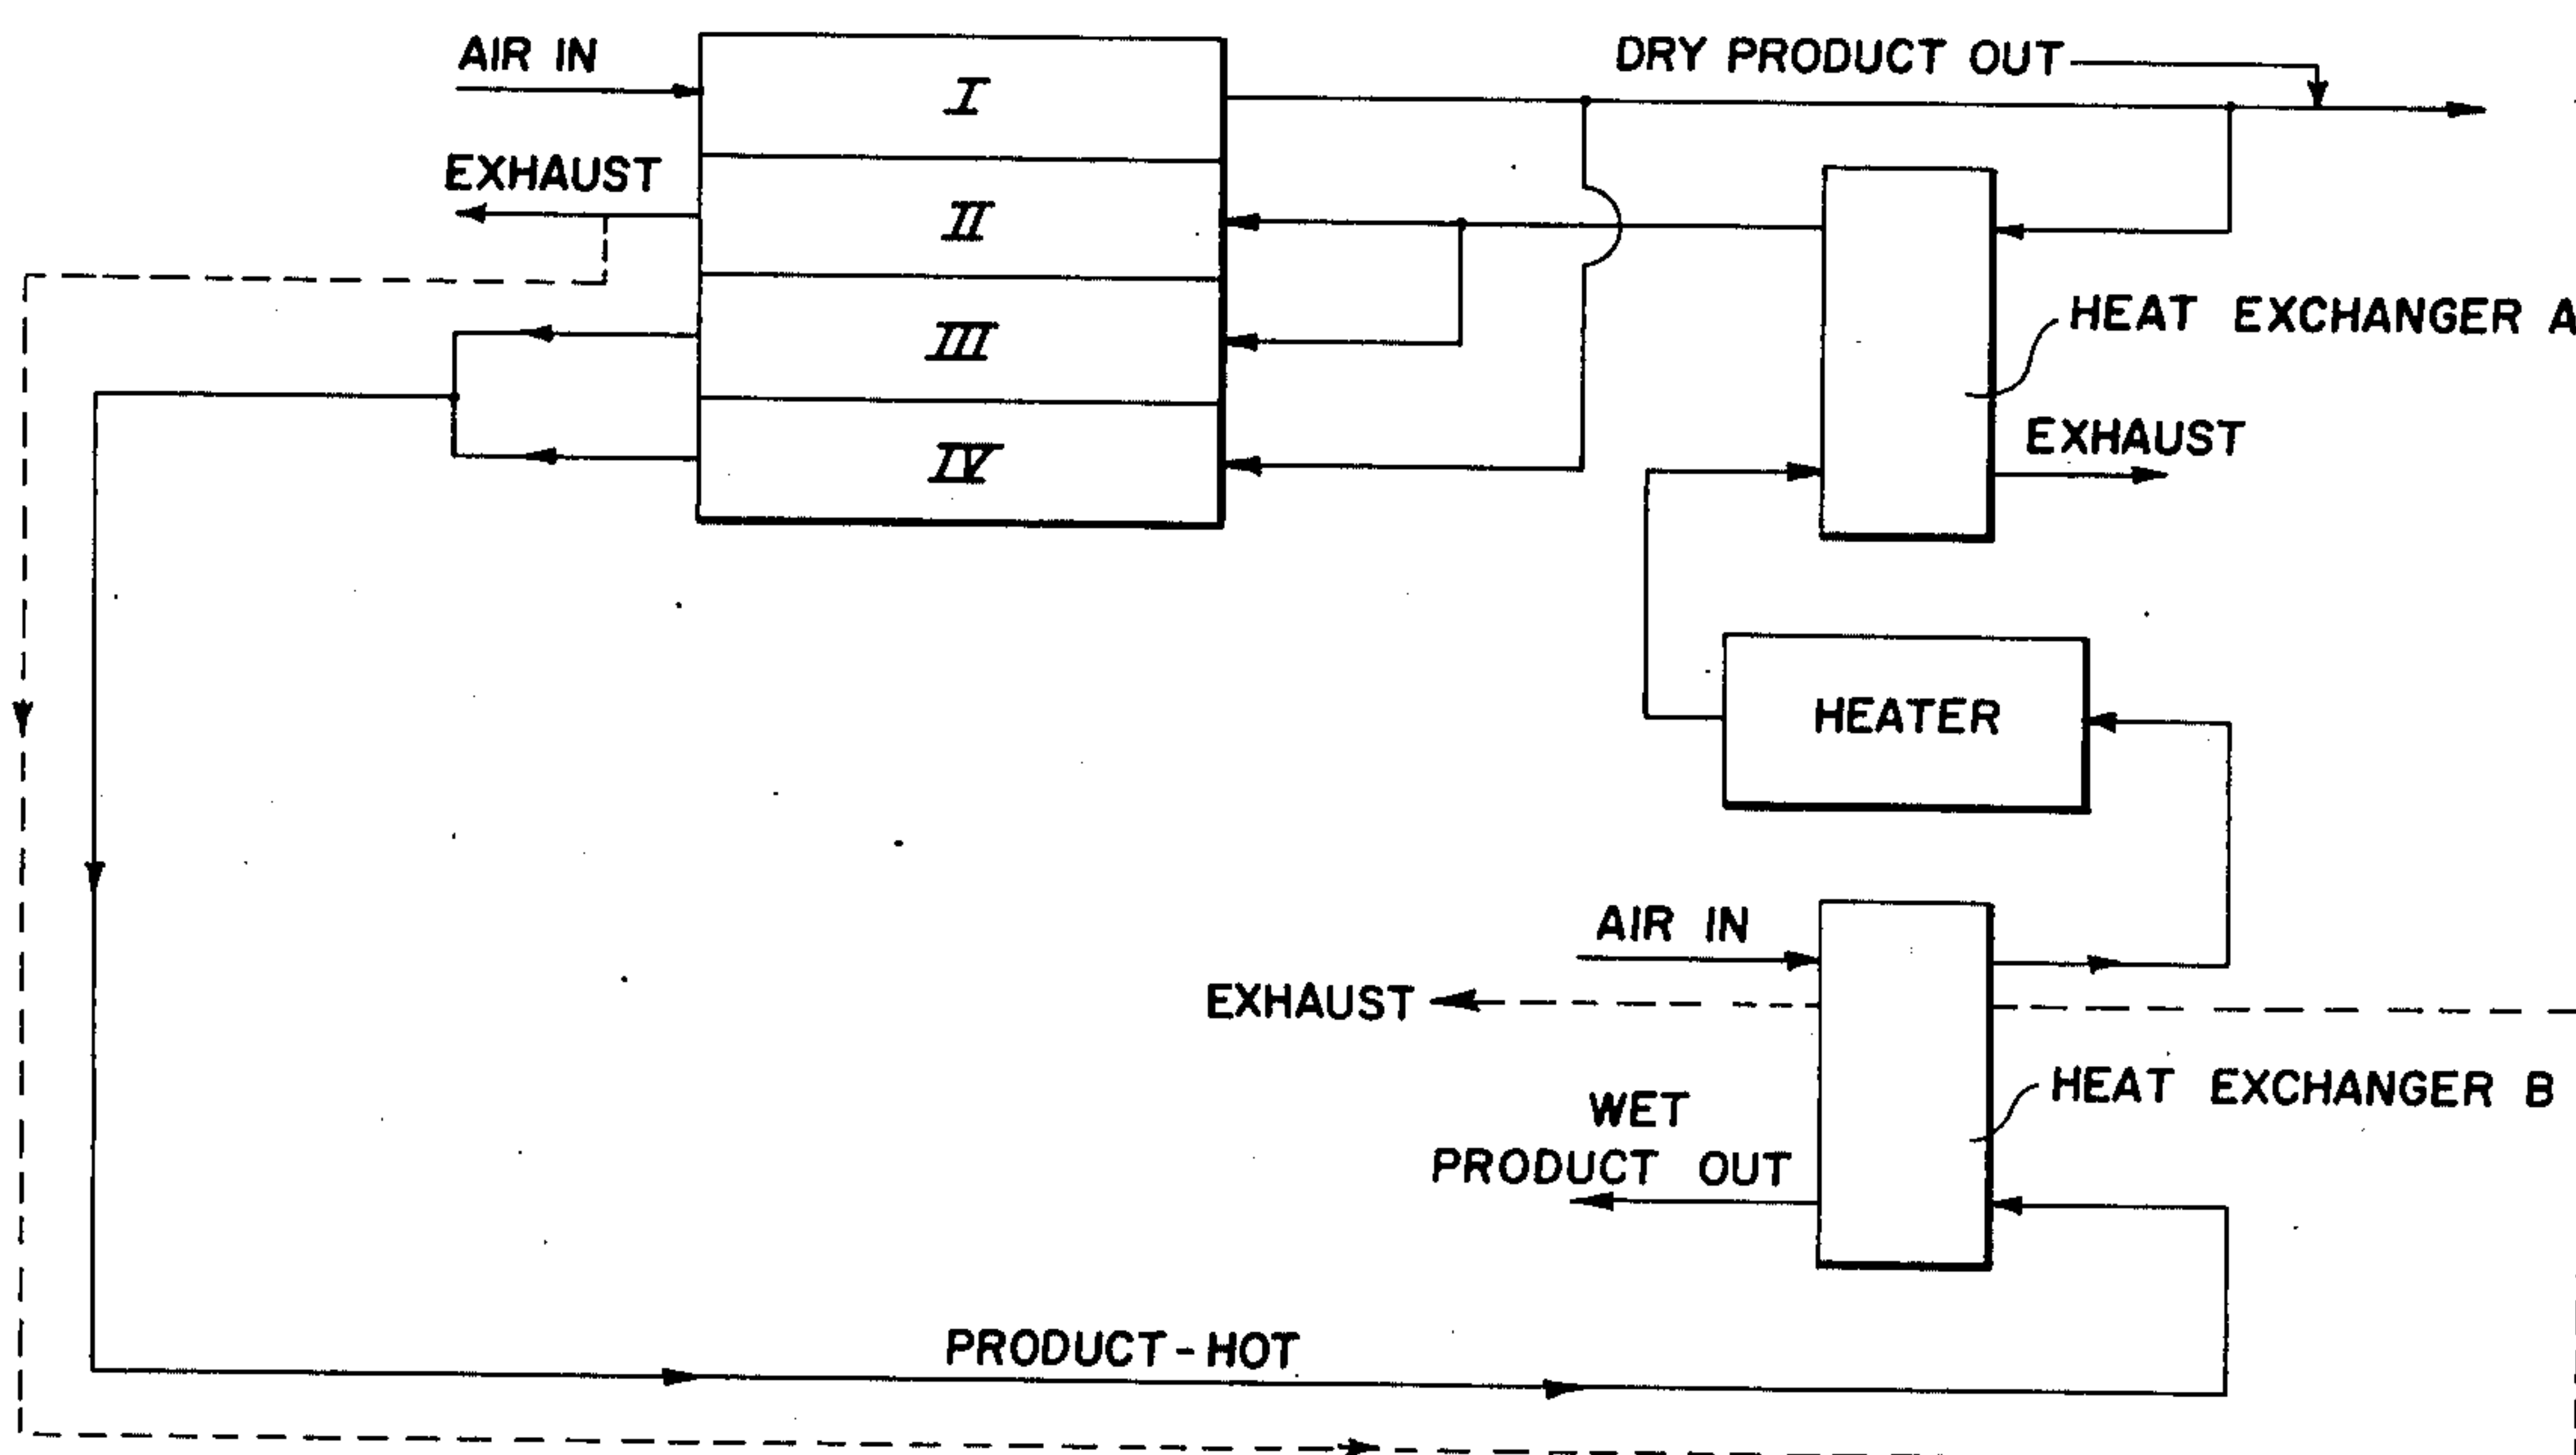 AIR IN
DRY PRODUCT OUT
I
EXHAUST
II
HEAT EXCHANGER A
III
EXHAUST
IV
HEATER
AIR IN
EXHAUST
HEAT EXCHANGER B
WET
PRODUCT OUT
PRODUCT-HOT